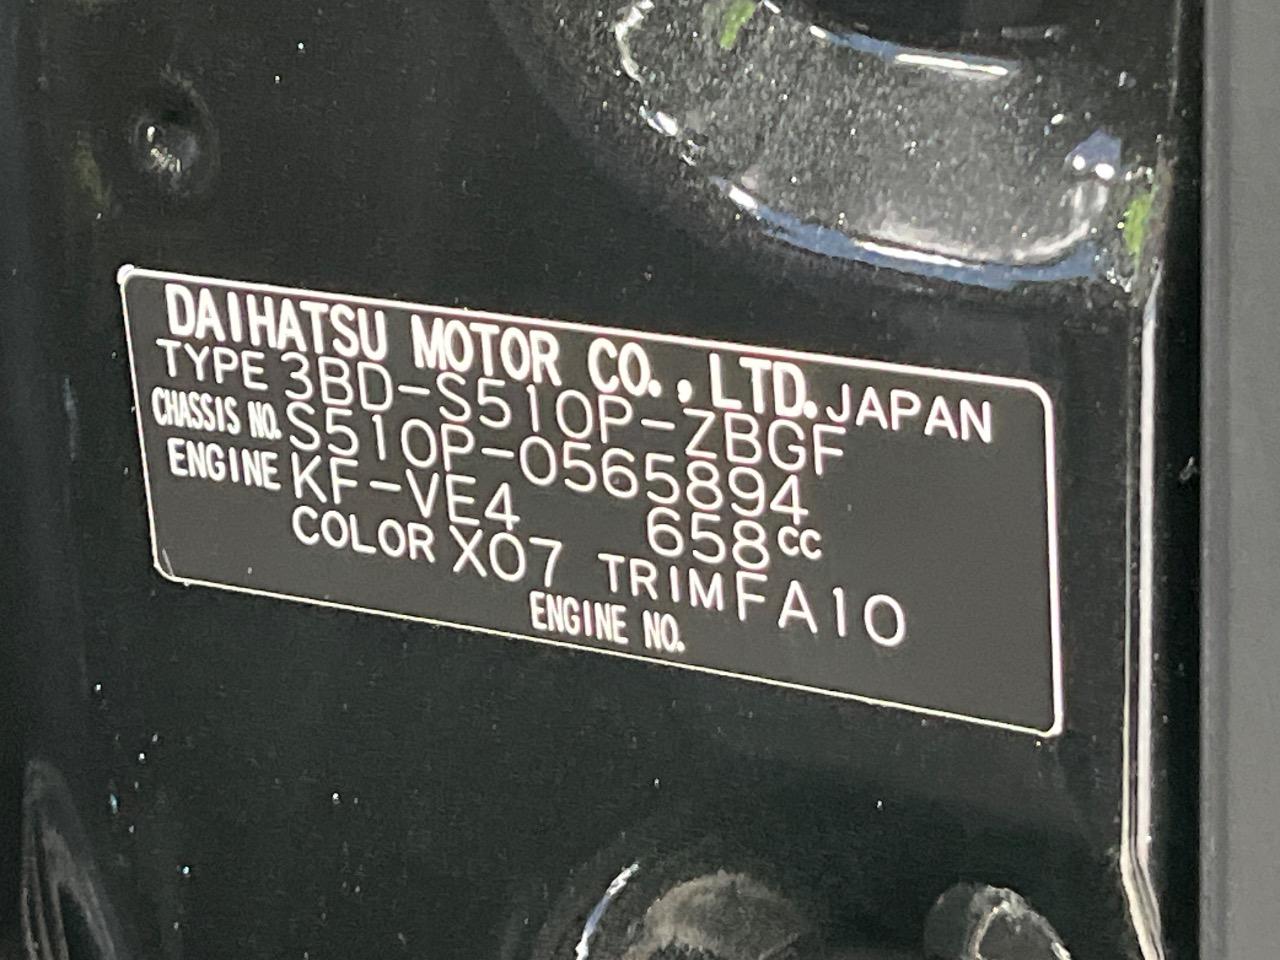 DAIHATSU MOTOR CO., LTD. JAPAN
TYPE 3BD-S510P-ZBGF
CHASSIS NO. S510P-0565894
ENGINE KF-VE4 658cc
COLOR X07 TRIM FA10
ENGINE NO.